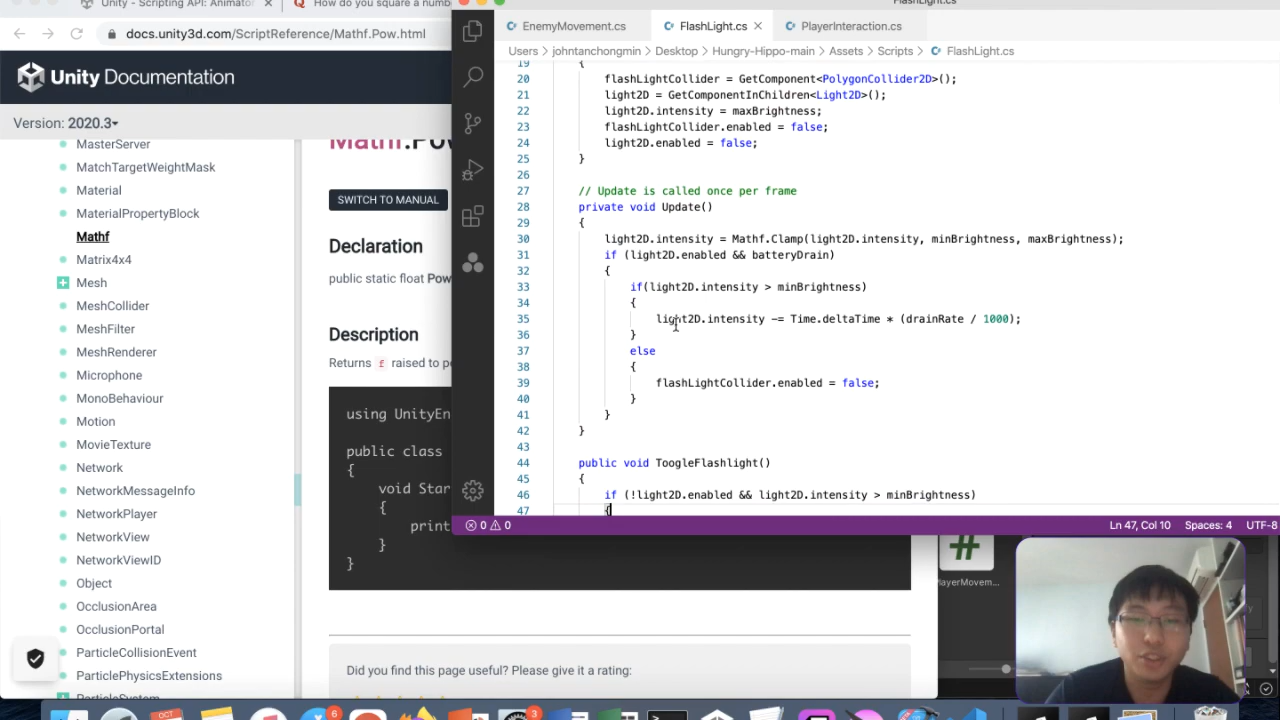 Unity - Scripting API: Animator
How do you square a numb
FlashLight.cs
docs.unity3d.com/ScriptReference/Mathf.Pow.html
Unity Documentation
Version: 2020.3
MasterServer
MatchTargetWeightMask
Material
MaterialPropertyBlock
Mathf
Matrix4x4
Mesh
MeshCollider
MeshFilter
MeshRenderer
Microphone
MonoBehaviour
Motion
MovieTexture
Network
NetworkMessageInfo
NetworkPlayer
NetworkView
NetworkViewID
Object
OcclusionArea
OcclusionPortal
ParticleCollisionEvent
ParticlePhysicsExtensions
ParticleSystem
Mathf.Pow
SWITCH TO MANUAL
Declaration
public static float Pow
Description
Returns f raised to po
using UnityEn
public class
{
void Star
{
print
}
}
Did you find this page useful? Please give it a rating:
EnemyMovement.cs
FlashLight.cs
PlayerInteraction.cs
Users > johntanchongmin > Desktop > Hungry-Hippo-main > Assets > Scripts > FlashLight.cs
19 {
20 flashLightCollider = GetComponent<PolygonCollider2D>();
21 light2D = GetComponentInChildren<Light2D>();
22 light2D.intensity = maxBrightness;
23 flashLightCollider.enabled = false;
24 light2D.enabled = false;
25 }
26
27 // Update is called once per frame
28 private void Update()
29 {
30 light2D.intensity = Mathf.Clamp(light2D.intensity, minBrightness, maxBrightness);
31 if (light2D.enabled && batteryDrain)
32 {
33 if(light2D.intensity > minBrightness)
34 {
35 light2D.intensity -= Time.deltaTime * (drainRate / 1000);
36 }
37 else
38 {
39 flashLightCollider.enabled = false;
40 }
41 }
42 }
43
44 public void ToogleFlashlight()
45 {
46 if (!light2D.enabled && light2D.intensity > minBrightness)
47 {
0 0
Ln 47, Col 10
Spaces: 4
UTF-8
PlayerMovem...
OCT
6
3